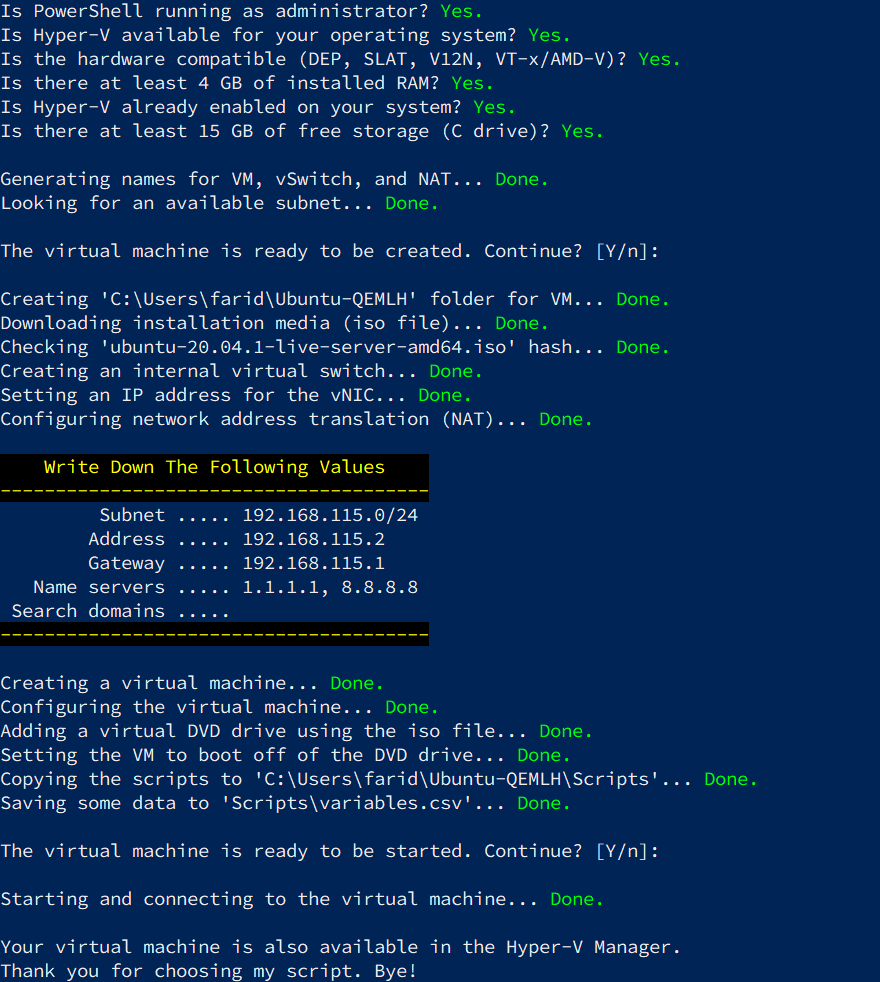 Is PowerShell running as administrator? Yes.
Is Hyper-V available for your operating system? Yes.
Is the hardware compatible (DEP, SLAT, V12N, VT-x/AMD-V)? Yes.
Is there at least 4 GB of installed RAM? Yes.
Is Hyper-V already enabled on your system? Yes.
Is there at least 15 GB of free storage (C drive)? Yes.
Generating names for VM, vSwitch, and NAT... Done.
Looking for an available subnet... Done.
The virtual machine is ready to be created. Continue? [Y/n]:
Creating 'C:\Users\farid\Ubuntu-QEMLH' folder for VM... Done.
Downloading installation media (iso file)... Done.
Checking 'ubuntu-20.04.1-live-server-amd64.iso' hash... Done.
Creating an internal virtual switch... Done.
Setting an IP address for the vNIC... Done.
Configuring network address translation (NAT)... Done.
Write Down The Following Values
---------------------------------------
Subnet ..... 192.168.115.0/24
Address ..... 192.168.115.2
Gateway ..... 192.168.115.1
Name servers ..... 1.1.1.1, 8.8.8.8
Search domains .....
---------------------------------------
Creating a virtual machine... Done.
Configuring the virtual machine... Done.
Adding a virtual DVD drive using the iso file... Done.
Setting the VM to boot off of the DVD drive... Done.
Copying the scripts to 'C:\Users\farid\Ubuntu-QEMLH\Scripts'... Done.
Saving some data to 'Scripts\variables.csv'... Done.
The virtual machine is ready to be started. Continue? [Y/n]:
Starting and connecting to the virtual machine... Done.
Your virtual machine is also available in the Hyper-V Manager.
Thank you for choosing my script. Bye!